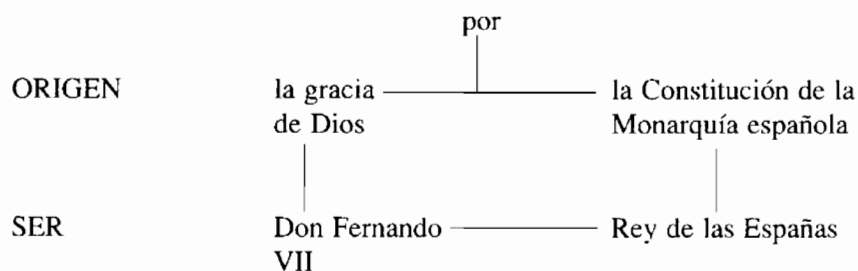 por
ORIGEN la gracia la Constitución de la
de Dios Monarquía española
SER Don Fernando Rey de las Españas
VII